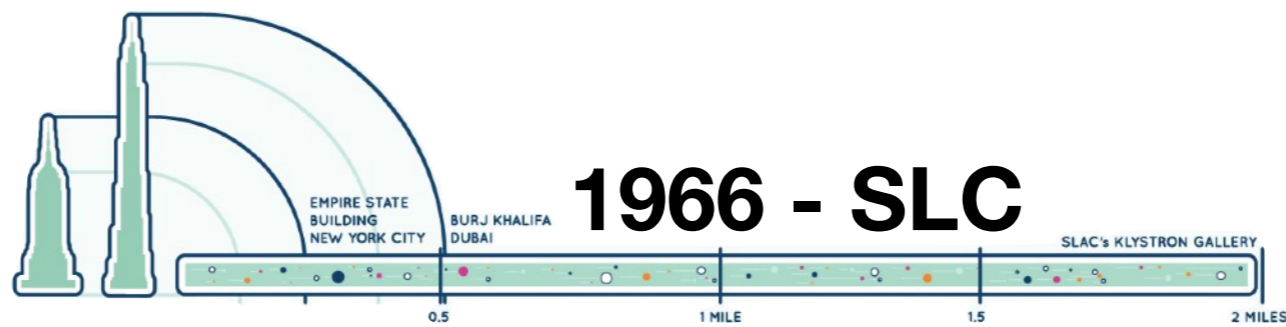 1966 - SLC
EMPIRE STATE
BUILDING
NEW YORK CITY
BURJ KHALIFA
DUBAI
SLAC's KLYSTRON GALLERY
0.5
1 MILE
1.5
2 MILES